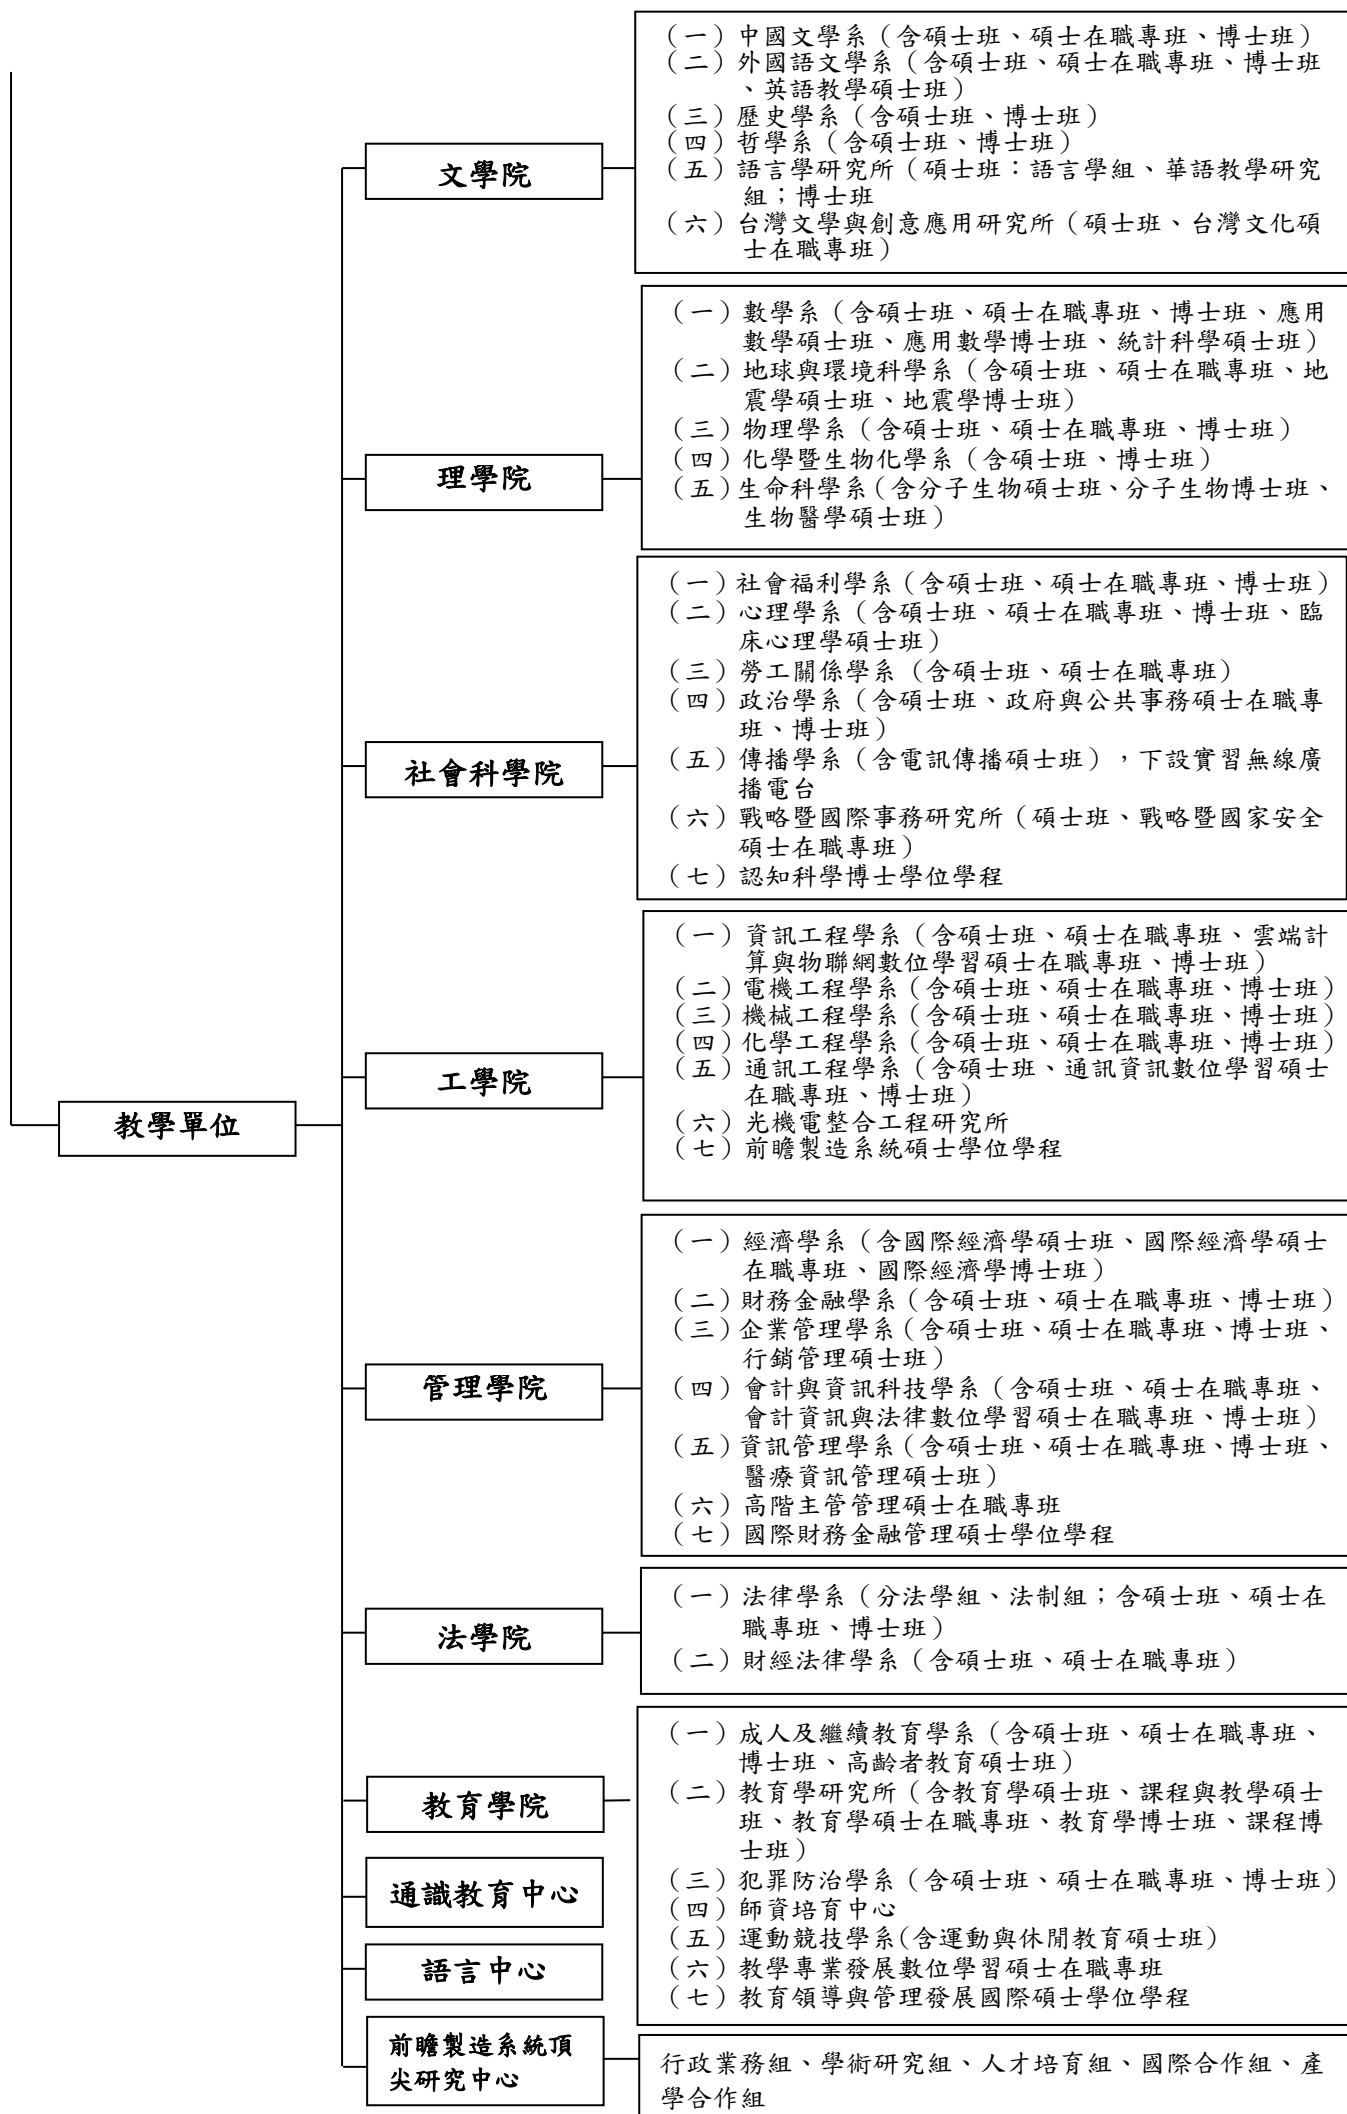 教學單位
文學院
（一）中國文學系（含碩士班、碩士在職專班、博士班）
（二）外國語文學系（含碩士班、碩士在職專班、博士班
、英語教學碩士班）
（三）歷史學系（含碩士班、博士班）
（四）哲學系（含碩士班、博士班）
（五）語言學研究所（碩士班：語言學組、華語教學研究
組；博士班
（六）台灣文學與創意應用研究所（碩士班、台灣文化碩
士在職專班）
理學院
（一）數學系（含碩士班、碩士在職專班、博士班、應用
數學碩士班、應用數學博士班、統計科學碩士班）
（二）地球與環境科學系（含碩士班、碩士在職專班、地
震學碩士班、地震學博士班）
（三）物理學系（含碩士班、碩士在職專班、博士班）
（四）化學暨生物化學系（含碩士班、博士班）
（五）生命科學系（含分子生物碩士班、分子生物博士班、
生物醫學碩士班）
社會科學院
（一）社會福利學系（含碩士班、碩士在職專班、博士班）
（二）心理學系（含碩士班、碩士在職專班、博士班、臨
床心理學碩士班）
（三）勞工關係學系（含碩士班、碩士在職專班）
（四）政治學系（含碩士班、政府與公共事務碩士在職專
班、博士班）
（五）傳播學系（含電訊傳播碩士班），下設實習無線廣
播電台
（六）戰略暨國際事務研究所（碩士班、戰略暨國家安全
碩士在職專班）
（七）認知科學博士學位學程
工學院
（一）資訊工程學系（含碩士班、碩士在職專班、雲端計
算與物聯網數位學習碩士在職專班、博士班）
（二）電機工程學系（含碩士班、碩士在職專班、博士班）
（三）機械工程學系（含碩士班、碩士在職專班、博士班）
（四）化學工程學系（含碩士班、碩士在職專班、博士班）
（五）通訊工程學系（含碩士班、通訊資訊數位學習碩士
在職專班、博士班）
（六）光機電整合工程研究所
（七）前瞻製造系統碩士學位學程
管理學院
（一）經濟學系（含國際經濟學碩士班、國際經濟學碩士
在職專班、國際經濟學博士班）
（二）財務金融學系（含碩士班、碩士在職專班、博士班）
（三）企業管理學系（含碩士班、碩士在職專班、博士班、
行銷管理碩士班）
（四）會計與資訊科技學系（含碩士班、碩士在職專班、
會計資訊與法律數位學習碩士在職專班、博士班）
（五）資訊管理學系（含碩士班、碩士在職專班、博士班、
醫療資訊管理碩士班）
（六）高階主管管理碩士在職專班
（七）國際財務金融管理碩士學位學程
法學院
（一）法律學系（分法學組、法制組；含碩士班、碩士在
職專班、博士班）
（二）財經法律學系（含碩士班、碩士在職專班）
教育學院
（一）成人及繼續教育學系（含碩士班、碩士在職專班、
博士班、高齡者教育碩士班）
（二）教育學研究所（含教育學碩士班、課程與教學碩士
班、教育學碩士在職專班、教育學博士班、課程博
士班）
（三）犯罪防治學系（含碩士班、碩士在職專班、博士班）
（四）師資培育中心
（五）運動競技學系(含運動與休閒教育碩士班）
（六）教學專業發展數位學習碩士在職專班
（七）教育領導與管理發展國際碩士學位學程
通識教育中心
語言中心
前瞻製造系統頂
尖研究中心
行政業務組、學術研究組、人才培育組、國際合作組、產
學合作組